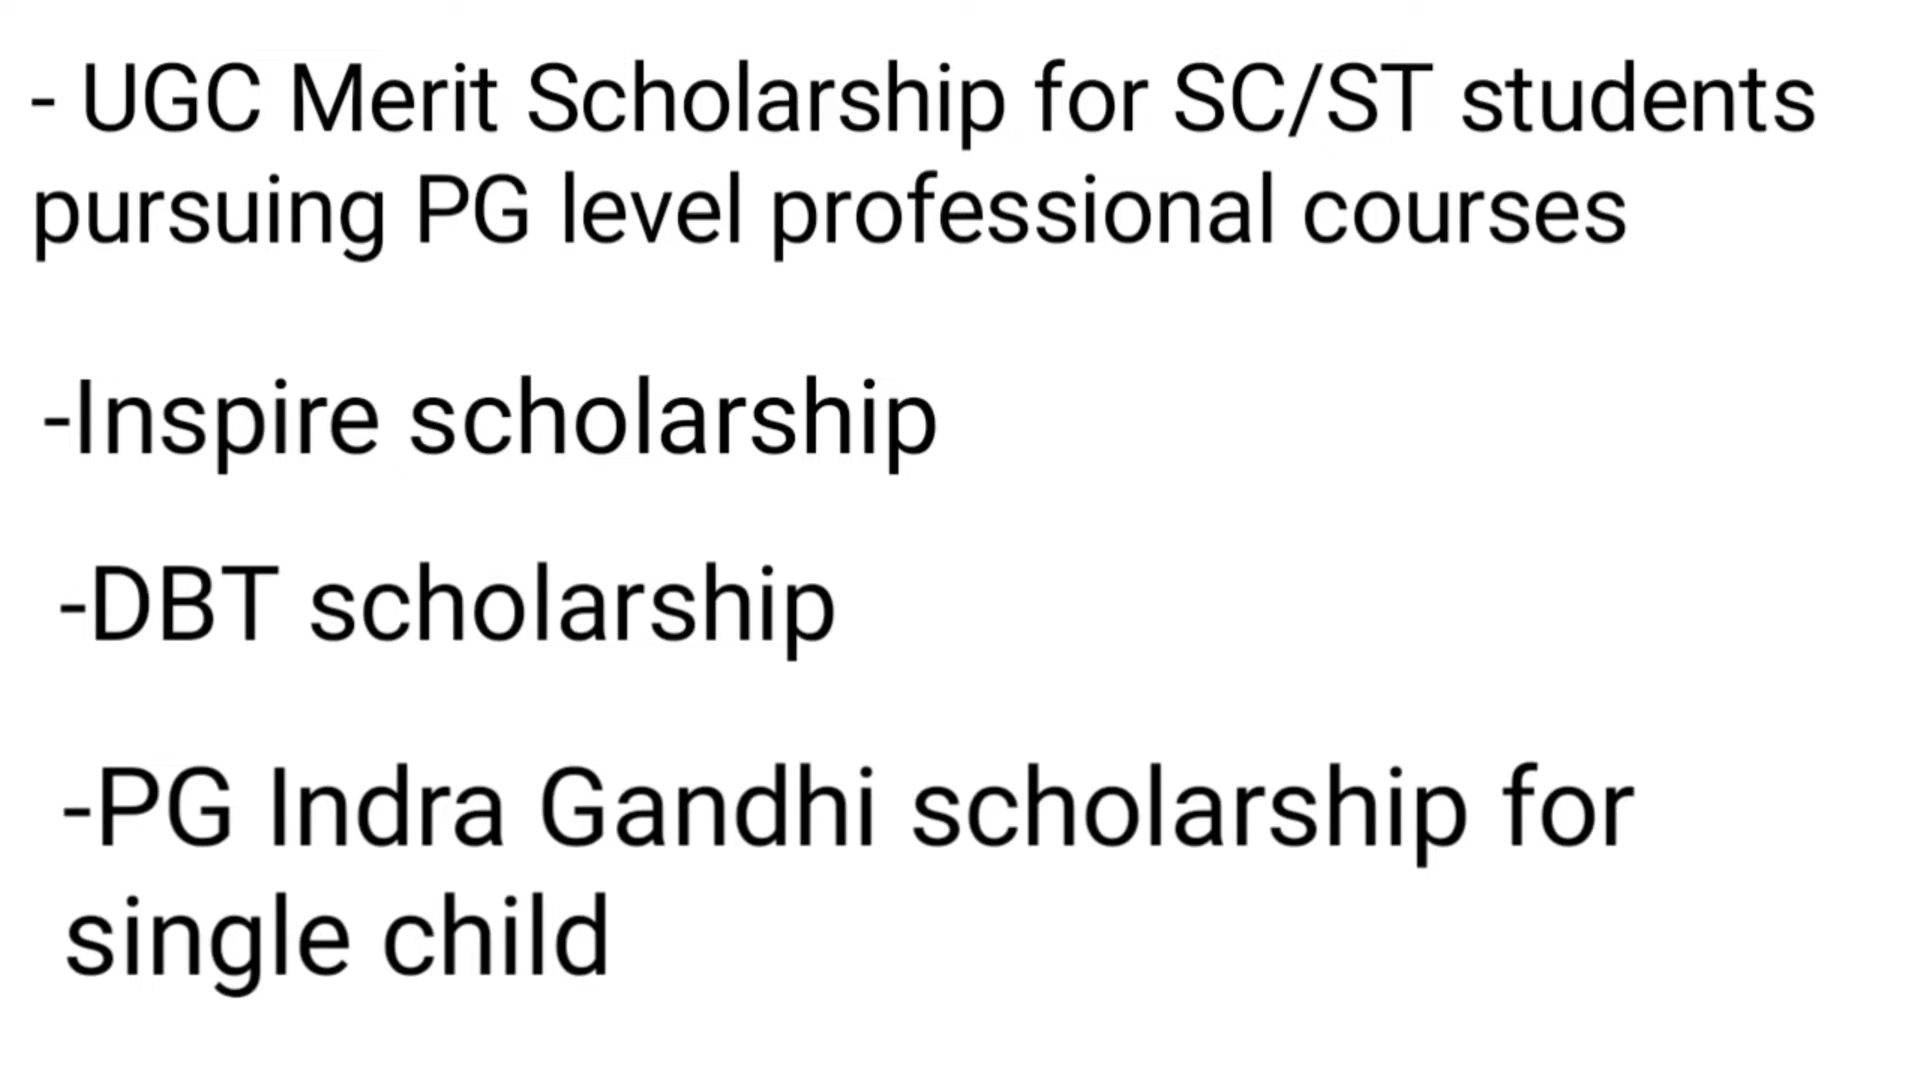 - UGC Merit Scholarship for SC/ST students
pursuing PG level professional courses
-Inspire scholarship
-DBT scholarship
-PG Indra Gandhi scholarship for
single child